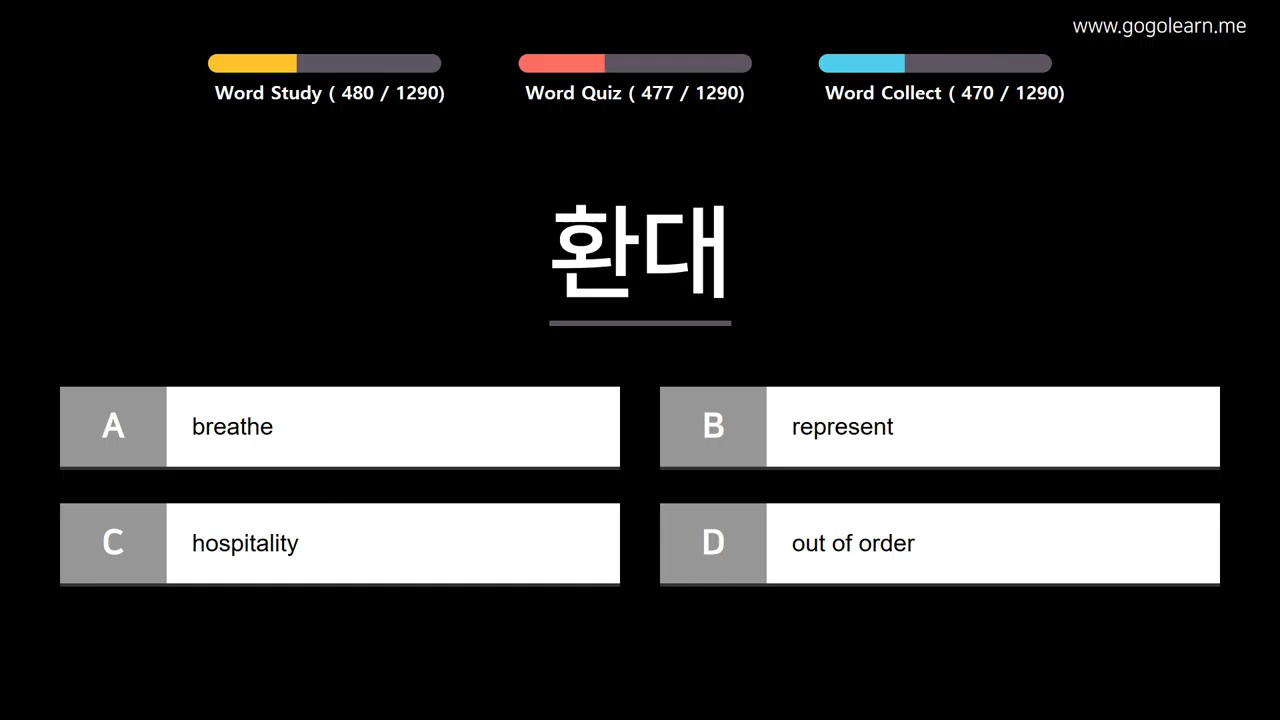 www.gogolearn.me
Word Study ( 480 / 1290)
Word Quiz ( 477 / 1290)
Word Collect ( 470 / 1290)
환대
A breathe
B represent
C hospitality
D out of order